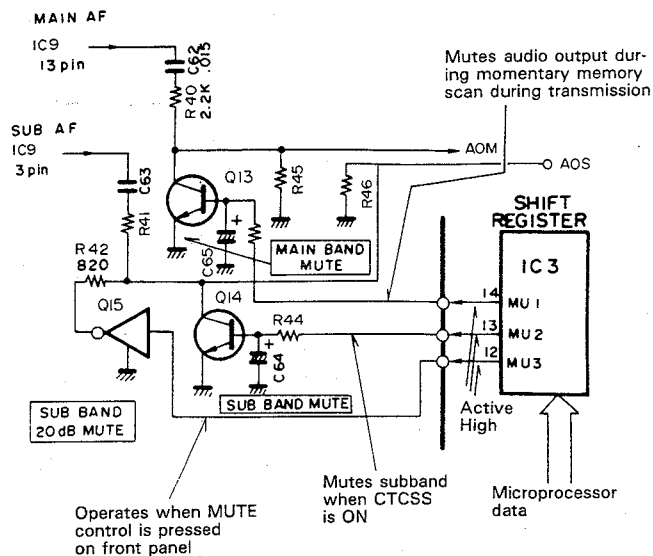 MAIN AF
IC9
13 pin
C62
.015
R40
2.2K
Mutes audio output dur-
ing momentary memory
scan during transmission
SUB AF
IC9
3 pin
C63
R41
AOM
AOS
Q13
R45
R46
SHIFT
REGISTER
IC3
+
C65
MAIN BAND
MUTE
R42
820
Q15
Q14
R44
+
C64
14
MU1
13
MU2
12
MU3
SUB BAND
20dB MUTE
SUB BAND MUTE
Active
High
Operates when MUTE
control is pressed
on front panel
Mutes subband
when CTCSS
is ON
Microprocessor
data